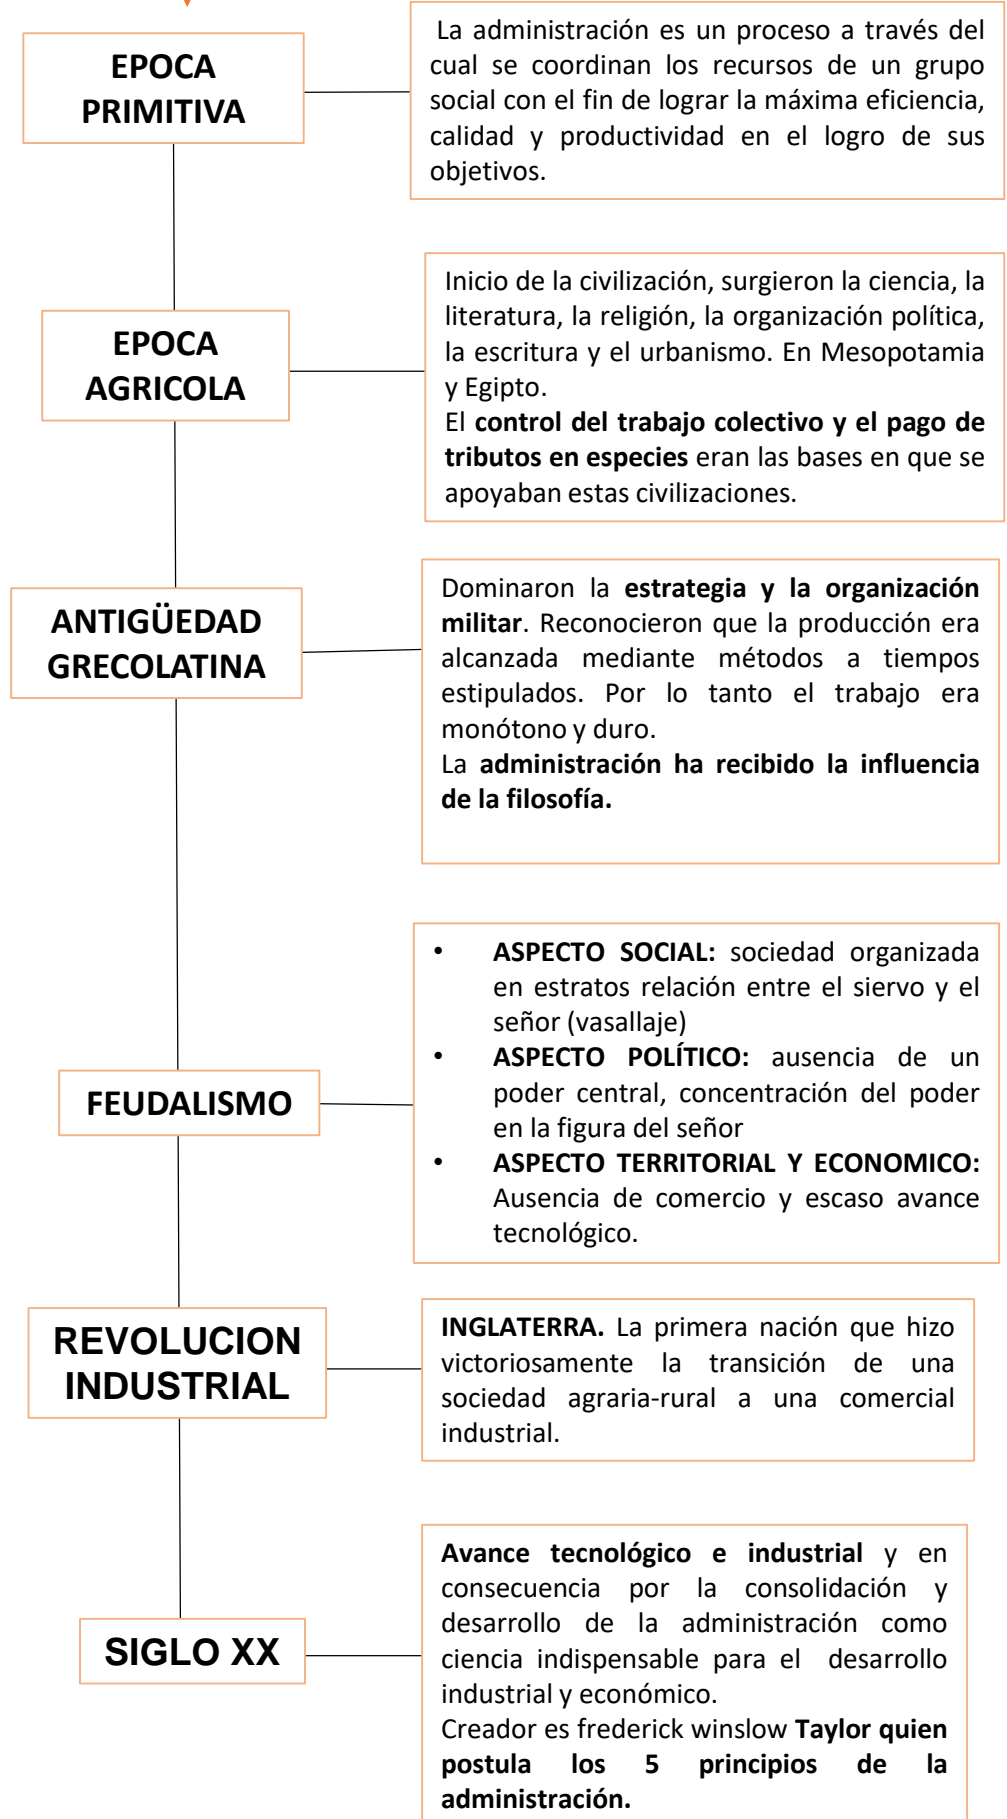 EPOCA
PRIMITIVA
La administración es un proceso a través del
cual se coordinan los recursos de un grupo
social con el fin de lograr la máxima eficiencia,
calidad y productividad en el logro de sus
objetivos.
EPOCA
AGRICOLA
Inicio de la civilización, surgieron la ciencia, la
literatura, la religión, la organización política,
la escritura y el urbanismo. En Mesopotamia
y Egipto.
El control del trabajo colectivo y el pago de
tributos en especies eran las bases en que se
apoyaban estas civilizaciones.
ANTIGÜEDAD
GRECOLATINA
Dominaron la estrategia y la organización
militar. Reconocieron que la producción era
alcanzada mediante métodos a tiempos
estipulados. Por lo tanto el trabajo era
monótono y duro.
La administración ha recibido la influencia
de la filosofía.
FEUDALISMO
• ASPECTO SOCIAL: sociedad organizada
en estratos relación entre el siervo y el
señor (vasallaje)
• ASPECTO POLÍTICO: ausencia de un
poder central, concentración del poder
en la figura del señor
• ASPECTO TERRITORIAL Y ECONOMICO:
Ausencia de comercio y escaso avance
tecnológico.
REVOLUCION
INDUSTRIAL
INGLATERRA. La primera nación que hizo
victoriosamente la transición de una
sociedad agraria-rural a una comercial
industrial.
SIGLO XX
Avance tecnológico e industrial y en
consecuencia por la consolidación y
desarrollo de la administración como
ciencia indispensable para el desarrollo
industrial y económico.
Creador es frederick winslow Taylor quien
postula los 5 principios de la
administración.